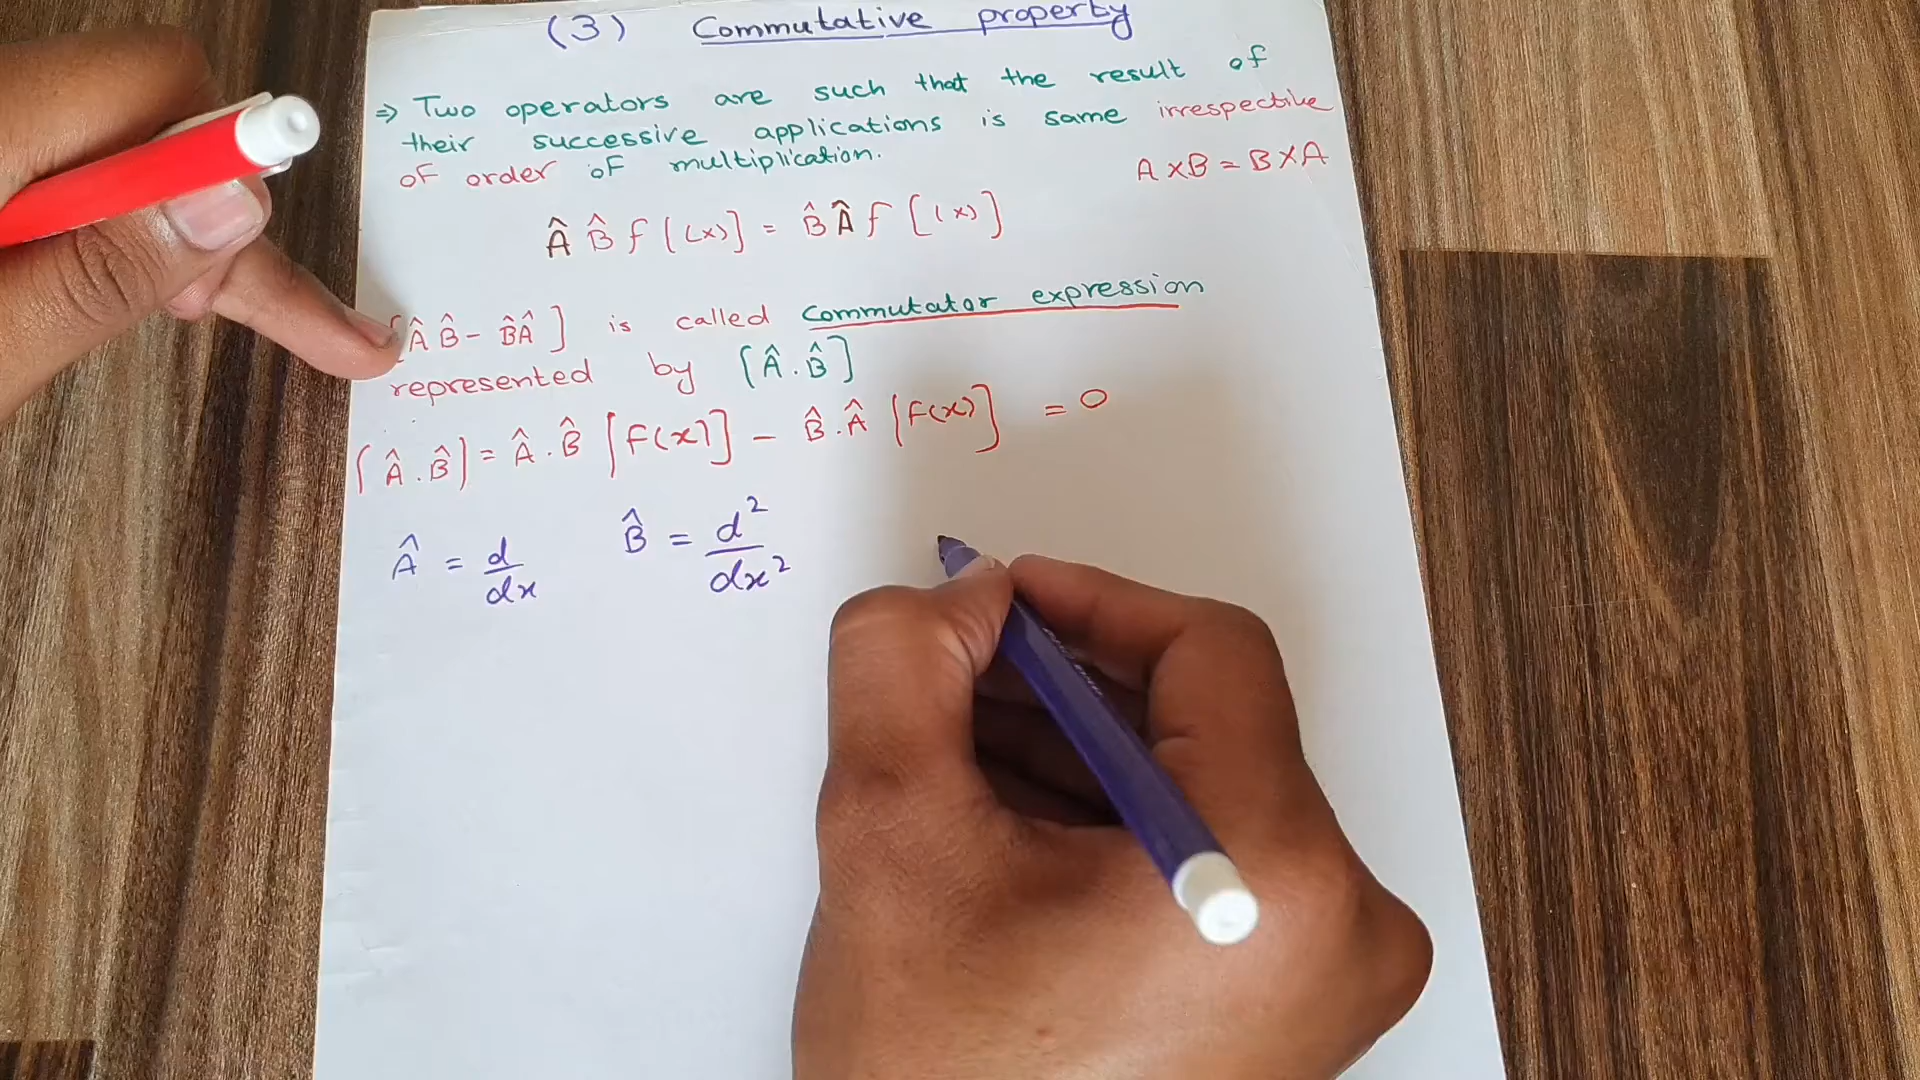 (3) Commutative property
⇒ Two operators are such that the result of
their successive applications is same irrespective
of order of multiplication.
A × B = B × A
Â B̂ f [(x)] = B̂ Â f [(x)]
[Â B̂ - B̂Â] is called Commutator expression
represented by [Â . B̂]
[Â . B̂] = Â . B̂ [F(x)] - B̂ . Â [F(x)] = 0
Â = d/dx B̂ = d²/dx²